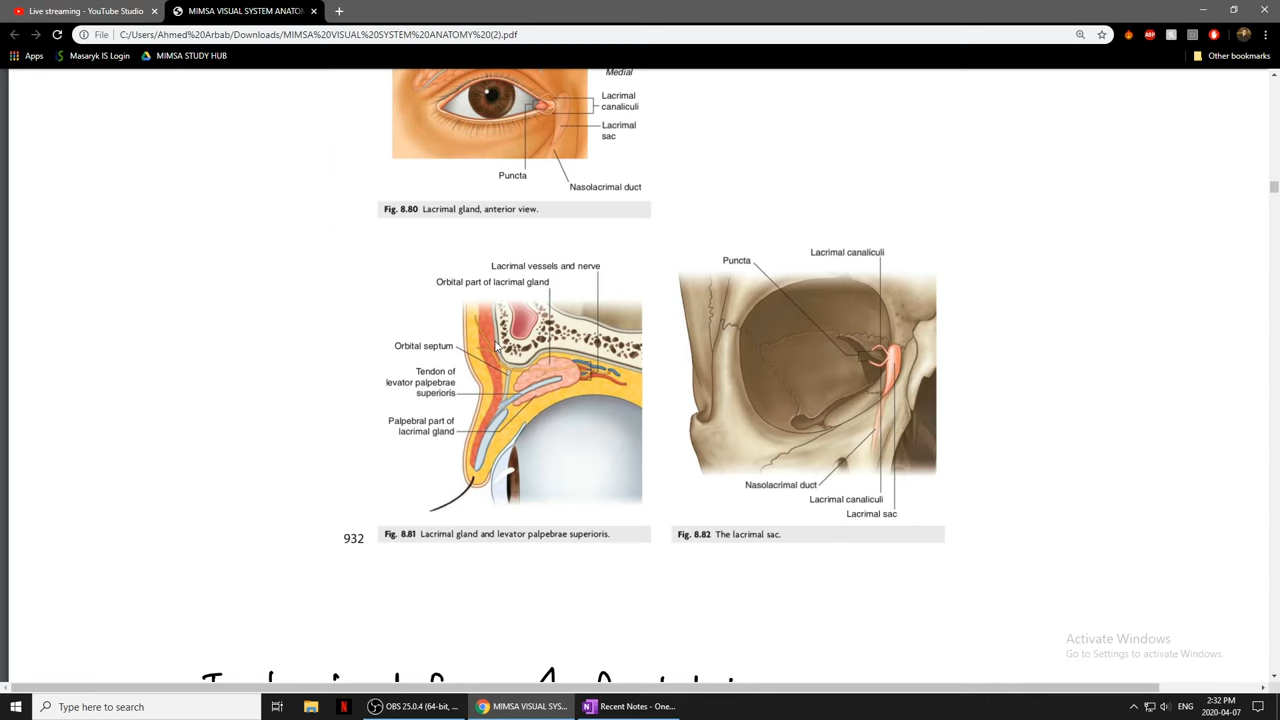 Live streaming - YouTube Studio
MIMSA VISUAL SYSTEM ANATOM
File
C:/Users/Ahmed%20Arbab/Downloads/MIMSA%20VISUAL%20SYSTEM%20ANATOMY%20(2).pdf
Apps
Masaryk IS Login
MIMSA STUDY HUB
Other bookmarks
Medial
Lacrimal
canaliculi
Lacrimal
sac
Puncta
Nasolacrimal duct
Fig. 8.80 Lacrimal gland, anterior view.
Lacrimal vessels and nerve
Orbital part of lacrimal gland
Orbital septum
Tendon of
levator palpebrae
superioris
Palpebral part of
lacrimal gland
Fig. 8.81 Lacrimal gland and levator palpebrae superioris.
Puncta
Lacrimal canaliculi
Nasolacrimal duct
Lacrimal canaliculi
Lacrimal sac
Fig. 8.82 The lacrimal sac.
932
Activate Windows
Go to Settings to activate Windows.
Type here to search
OBS 25.0.4 (64-bit, ...
MIMSA VISUAL SYS...
Recent Notes - One...
2:32 PM
2020-04-07